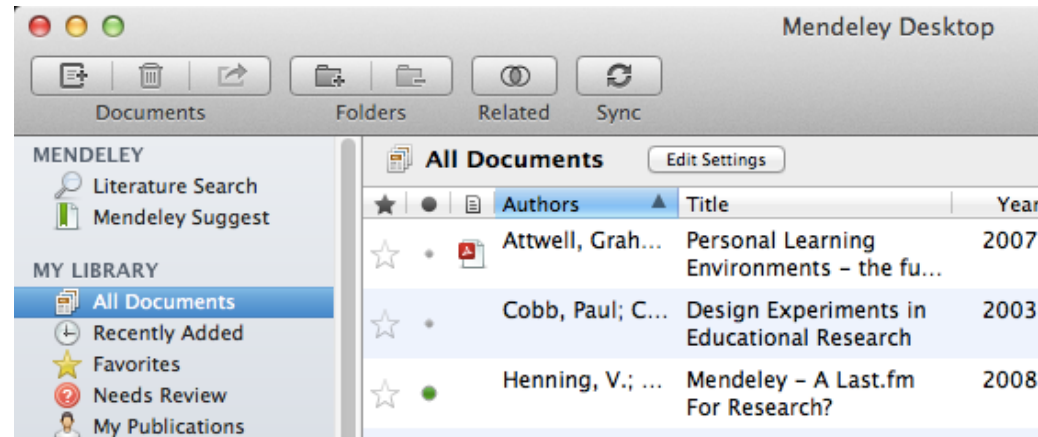 Mendeley Desktop
Documents Folders Related Sync
MENDELEY
Literature Search
Mendeley Suggest
MY LIBRARY
All Documents
Recently Added
Favorites
Needs Review
My Publications
All Documents Edit Settings
Authors Title Year
Attwell, Grah... Personal Learning 2007
Environments – the fu...
Cobb, Paul; C... Design Experiments in 2003
Educational Research
Henning, V.; ... Mendeley – A Last.fm 2008
For Research?